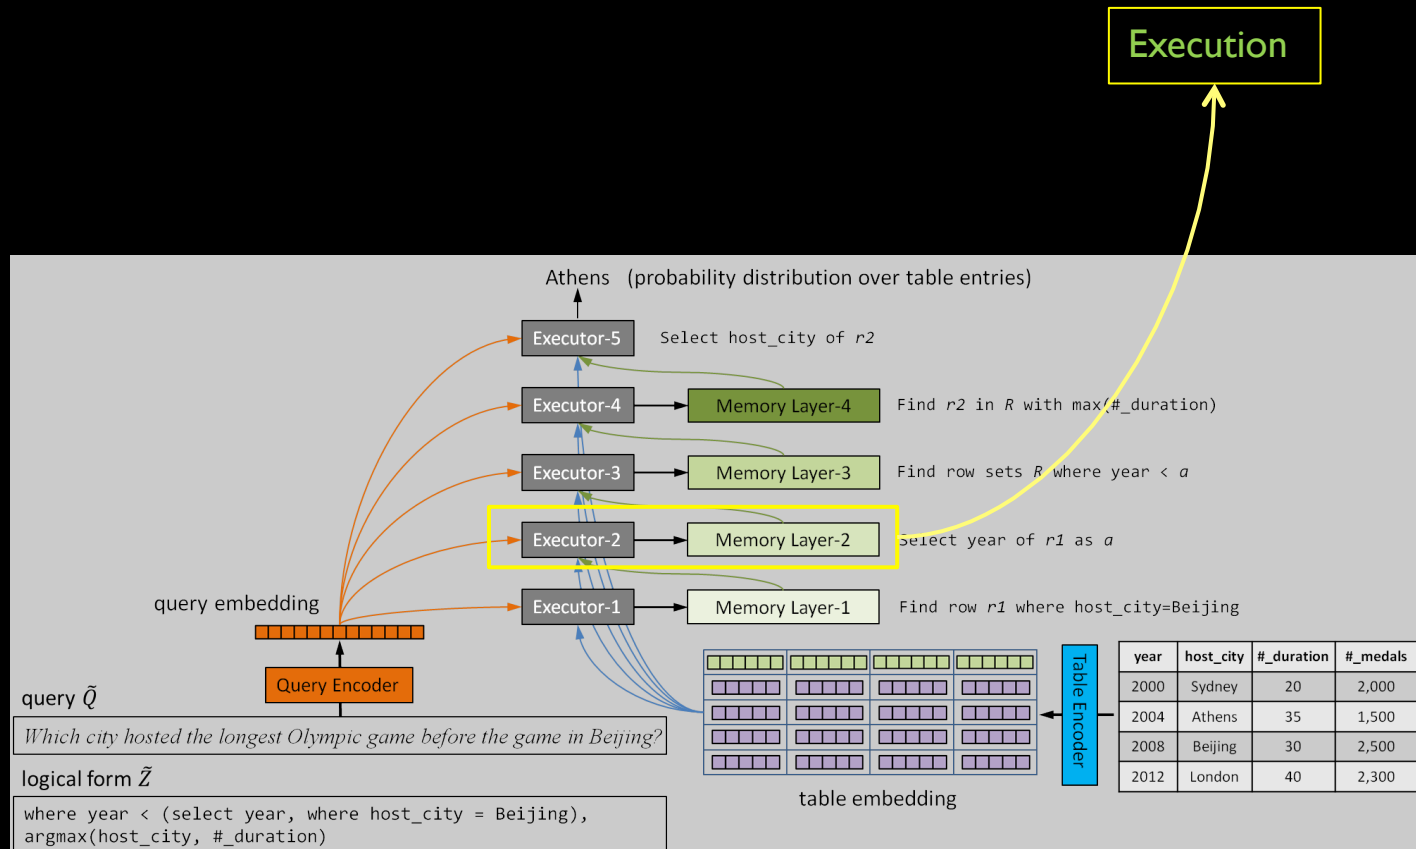 Execution
Athens (probability distribution over table entries)
Executor-5 Select host_city of r2
Executor-4 Memory Layer-4 Find r2 in R with max(#_duration)
Executor-3 Memory Layer-3 Find row sets R where year < a
Executor-2 Memory Layer-2 Select year of r1 as a
Executor-1 Memory Layer-1 Find row r1 where host_city=Beijing
query embedding
Query Encoder
query Q̃
Which city hosted the longest Olympic game before the game in Beijing?
logical form Z̃
where year < (select year, where host_city = Beijing),
argmax(host_city, #_duration)
table embedding
Table Encoder
year host_city #_duration #_medals
2000 Sydney 20 2,000
2004 Athens 35 1,500
2008 Beijing 30 2,500
2012 London 40 2,300